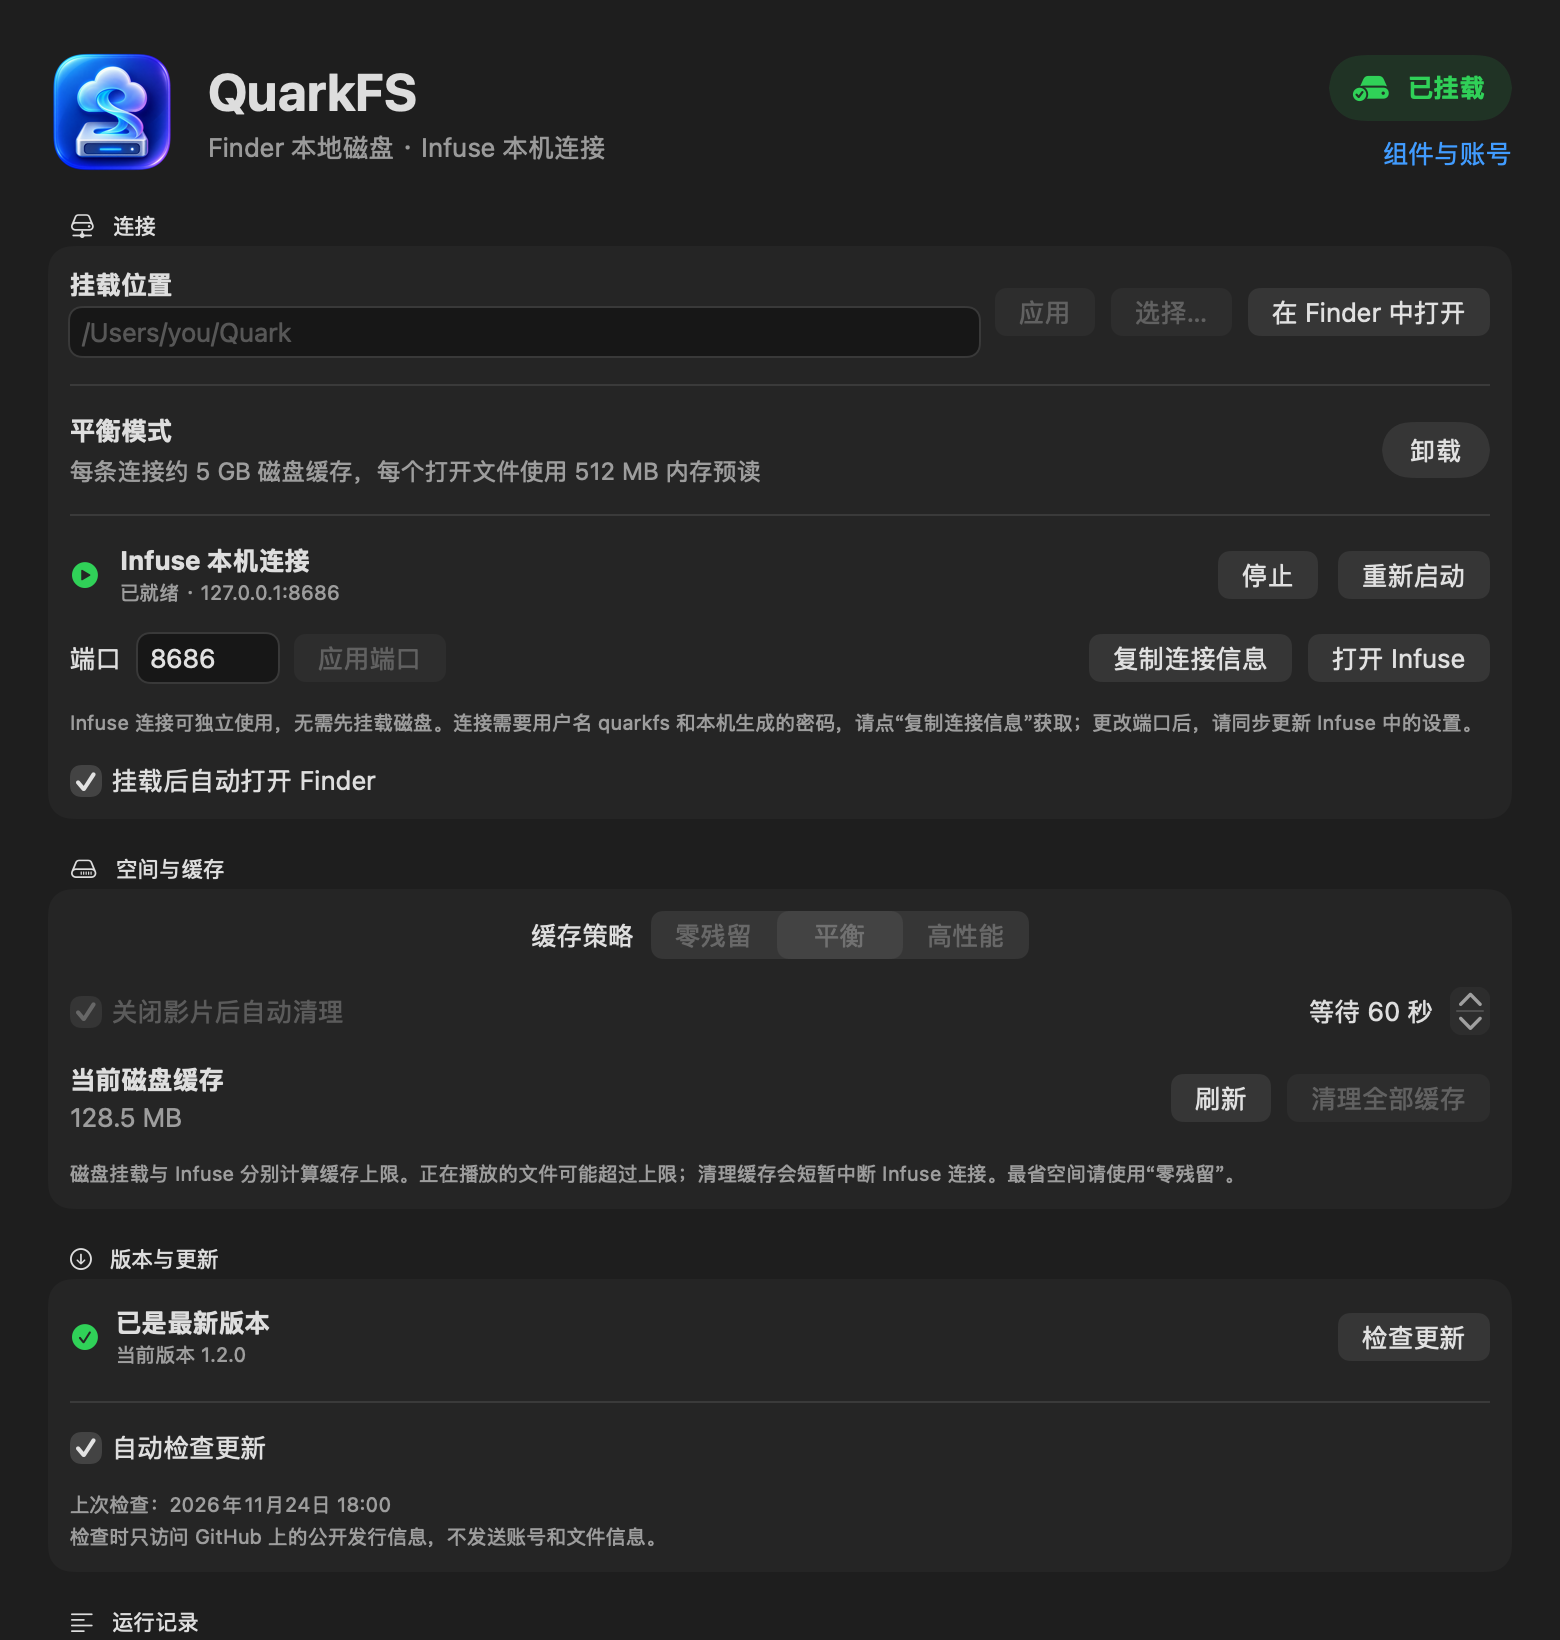 QuarkFS
Finder 本地磁盘 · Infuse 本机连接
已挂载
组件与账号
连接
挂载位置
/Users/you/Quark
应用
选择...
在 Finder 中打开
平衡模式
每条连接约 5 GB 磁盘缓存，每个打开文件使用 512 MB 内存预读
卸载
Infuse 本机连接
已就绪 · 127.0.0.1:8686
停止
重新启动
端口
8686
应用端口
复制连接信息
打开 Infuse
Infuse 连接可独立使用，无需先挂载磁盘。连接需要用户名 quarkfs 和本机生成的密码，请点“复制连接信息”获取；更改端口后，请同步更新 Infuse 中的设置。
挂载后自动打开 Finder
空间与缓存
缓存策略
零残留
平衡
高性能
关闭影片后自动清理
等待 60 秒
当前磁盘缓存
128.5 MB
刷新
清理全部缓存
磁盘挂载与 Infuse 分别计算缓存上限。正在播放的文件可能超过上限；清理缓存会短暂中断 Infuse 连接。最省空间请使用“零残留”。
版本与更新
已是最新版本
当前版本 1.2.0
检查更新
自动检查更新
上次检查：2026年11月24日 18:00
检查时只访问 GitHub 上的公开发行信息，不发送账号和文件信息。
运行记录